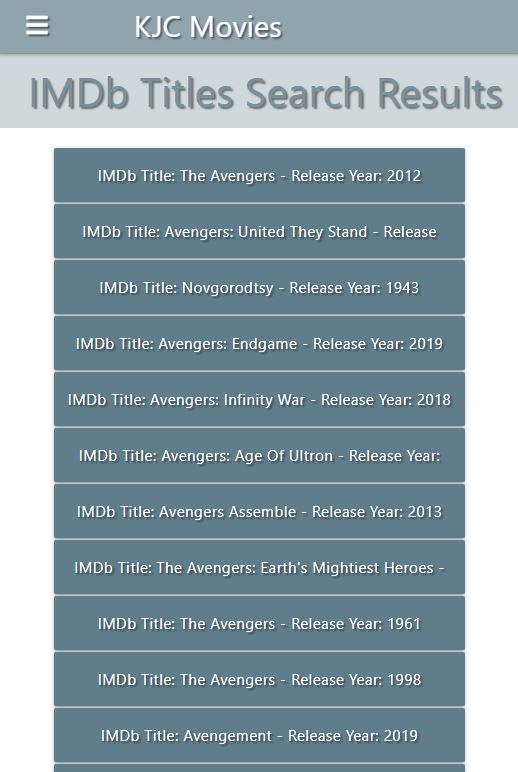 KJC Movies
IMDb Titles Search Results
IMDb Title: The Avengers - Release Year: 2012
IMDb Title: Avengers: United They Stand - Release
IMDb Title: Novgorodtsy - Release Year: 1943
IMDb Title: Avengers: Endgame - Release Year: 2019
IMDb Title: Avengers: Infinity War - Release Year: 2018
IMDb Title: Avengers: Age Of Ultron - Release Year:
IMDb Title: Avengers Assemble - Release Year: 2013
IMDb Title: The Avengers: Earth's Mightiest Heroes -
IMDb Title: The Avengers - Release Year: 1961
IMDb Title: The Avengers - Release Year: 1998
IMDb Title: Avengement - Release Year: 2019